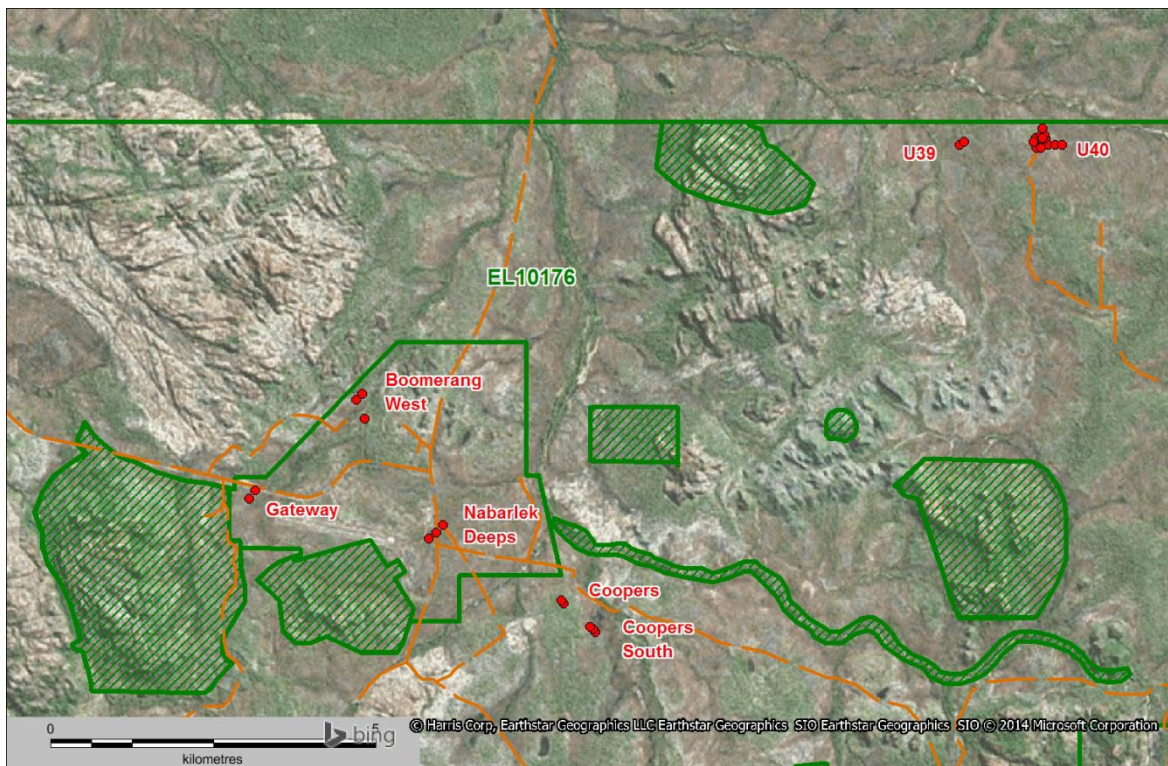 U39
U40
EL10176
Boomerang
West
Gateway
Nabarlek
Deeps
Coopers
Coopers
South
0
5
bing
kilometres
© Harris Corp, Earthstar Geographics LLC Earthstar Geographics SIO Earthstar Geographics SIO © 2014 Microsoft Corporation